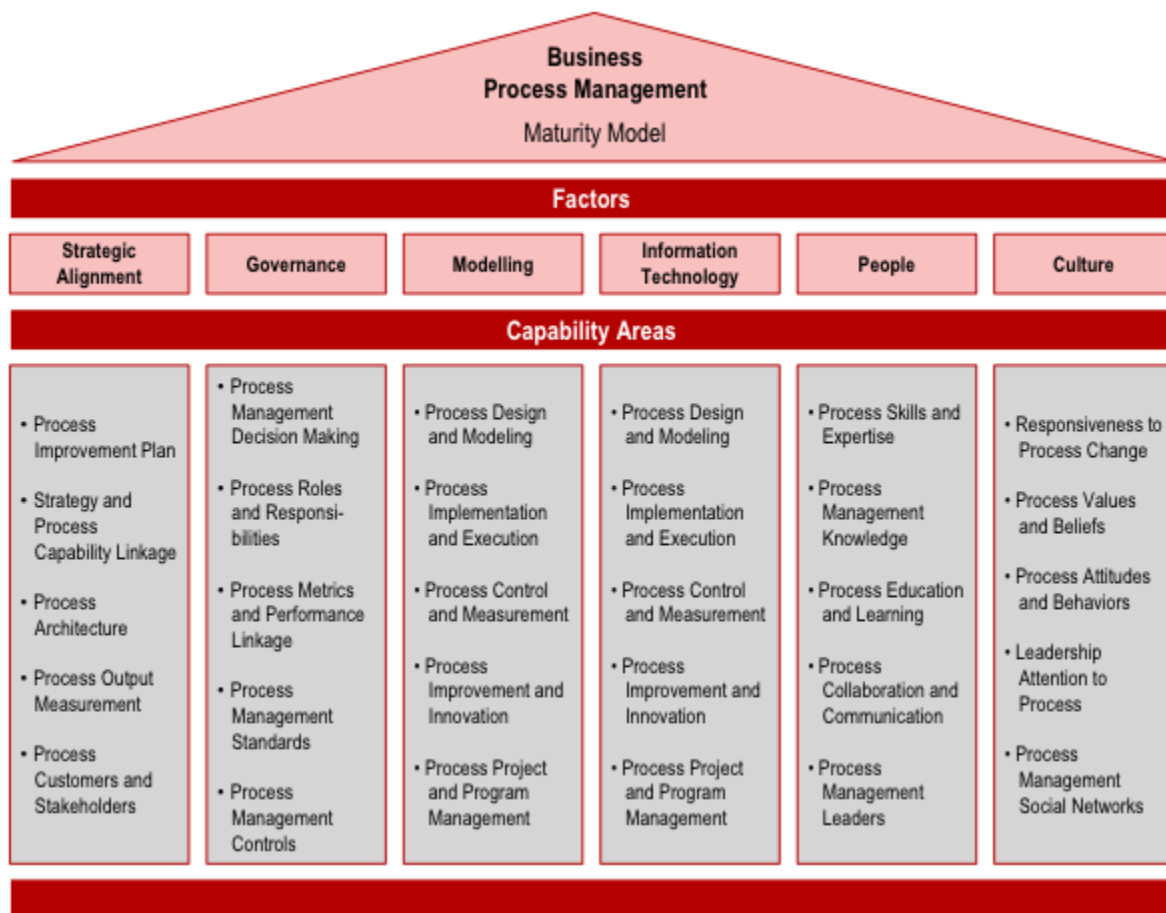 Business
Process Management
Maturity Model
Factors
Strategic
Alignment
Governance
Modelling
Information
Technology
People
Culture
Capability Areas
• Process
Improvement Plan
• Strategy and
Process
Capability Linkage
• Process
Architecture
• Process Output
Measurement
• Process
Customers and
Stakeholders
• Process
Management
Decision Making
• Process Roles
and Responsi-
bilities
• Process Metrics
and Performance
Linkage
• Process
Management
Standards
• Process
Management
Controls
• Process Design
and Modeling
• Process
Implementation
and Execution
• Process Control
and Measurement
• Process
Improvement and
Innovation
• Process Project
and Program
Management
• Process Design
and Modeling
• Process
Implementation
and Execution
• Process Control
and Measurement
• Process
Improvement and
Innovation
• Process Project
and Program
Management
• Process Skills and
Expertise
• Process
Management
Knowledge
• Process Education
and Learning
• Process
Collaboration and
Communication
• Process
Management
Leaders
• Responsiveness to
Process Change
• Process Values
and Beliefs
• Process Attitudes
and Behaviors
• Leadership
Attention to
Process
• Process
Management
Social Networks